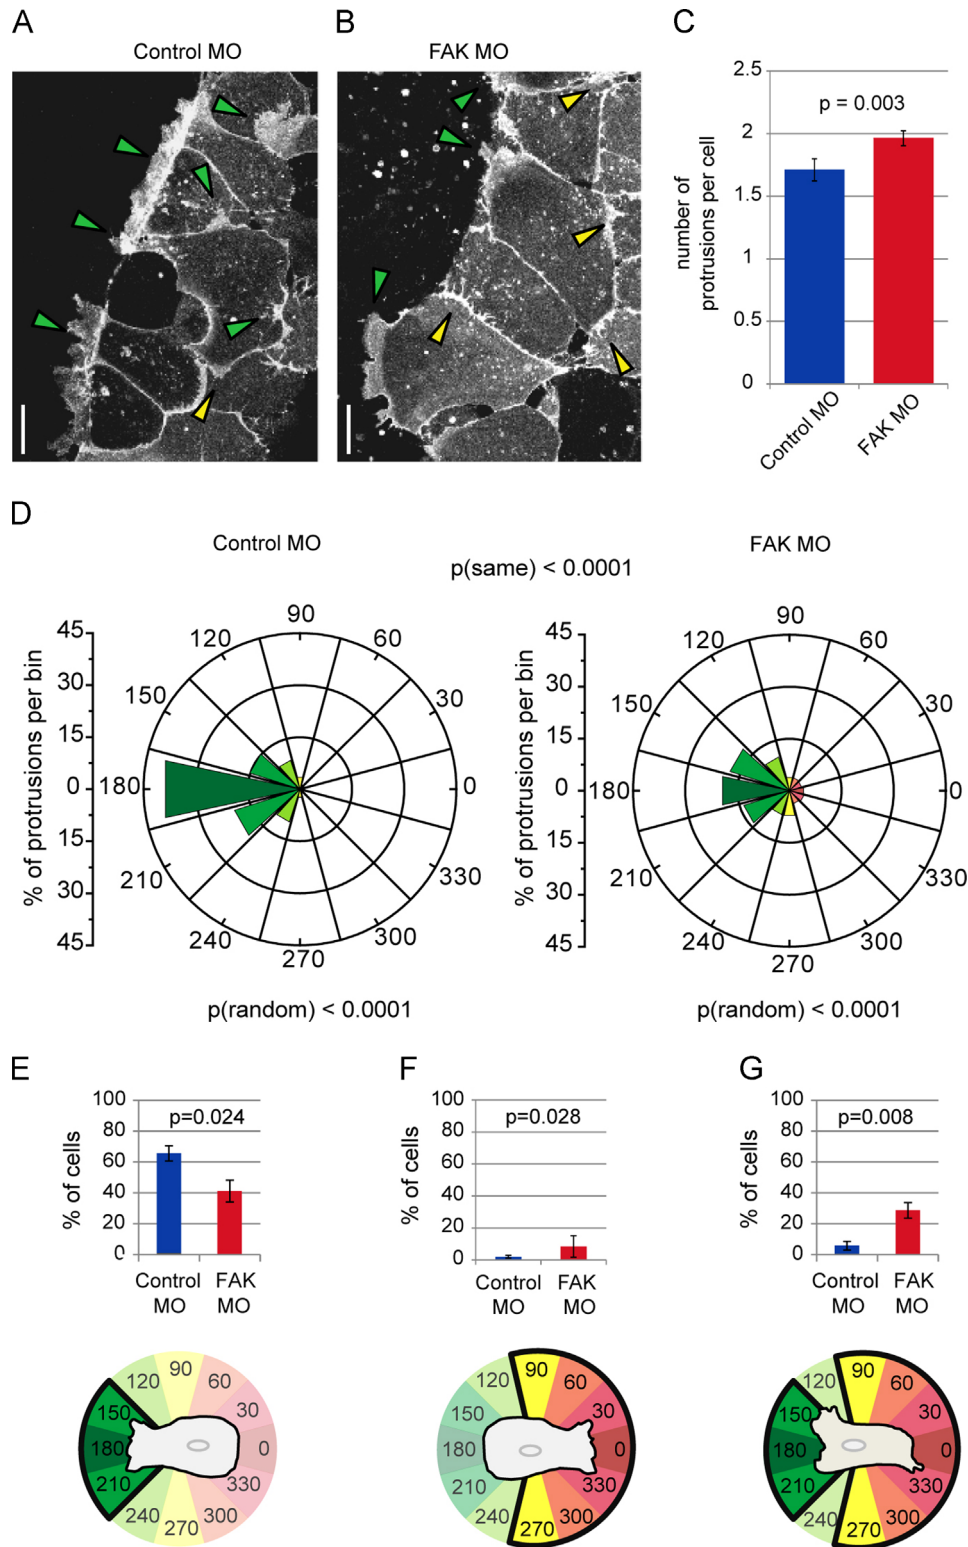 A
Control MO
B
FAK MO
C
2.5
2
1.5
1
0.5
0
number of
protrusions per cell
p = 0.003
Control MO
FAK MO
D
Control MO
p(same) < 0.0001
FAK MO
% of protrusions per bin
45
30
15
0
15
30
45
90
60
30
0
330
300
270
240
210
180
150
120
p(random) < 0.0001
% of protrusions per bin
45
30
15
0
15
30
45
90
60
30
0
330
300
270
240
210
180
150
120
p(random) < 0.0001
E
% of cells
100
80
60
40
20
0
p=0.024
Control
MO
FAK
MO
90
60
30
0
330
300
270
240
210
180
150
120
F
% of cells
100
80
60
40
20
0
p=0.028
Control
MO
FAK
MO
90
60
30
0
330
300
270
240
210
180
150
120
G
% of cells
100
80
60
40
20
0
p=0.008
Control
MO
FAK
MO
90
60
30
0
330
300
270
240
210
180
150
120